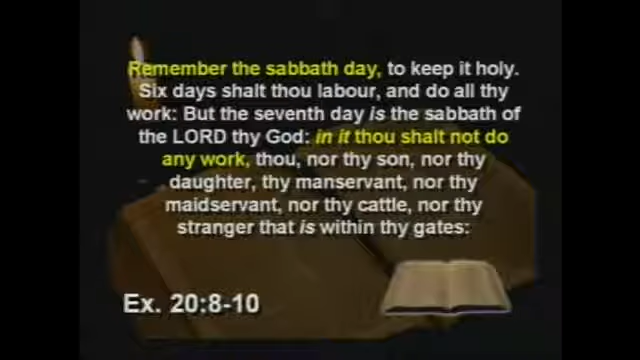 Remember the sabbath day, to keep it holy.
Six days shalt thou labour, and do all thy
work: But the seventh day is the sabbath of
the LORD thy God: in it thou shalt not do
any work, thou, nor thy son, nor thy
daughter, thy manservant, nor thy
maidservant, nor thy cattle, nor thy
stranger that is within thy gates:
Ex. 20:8-10